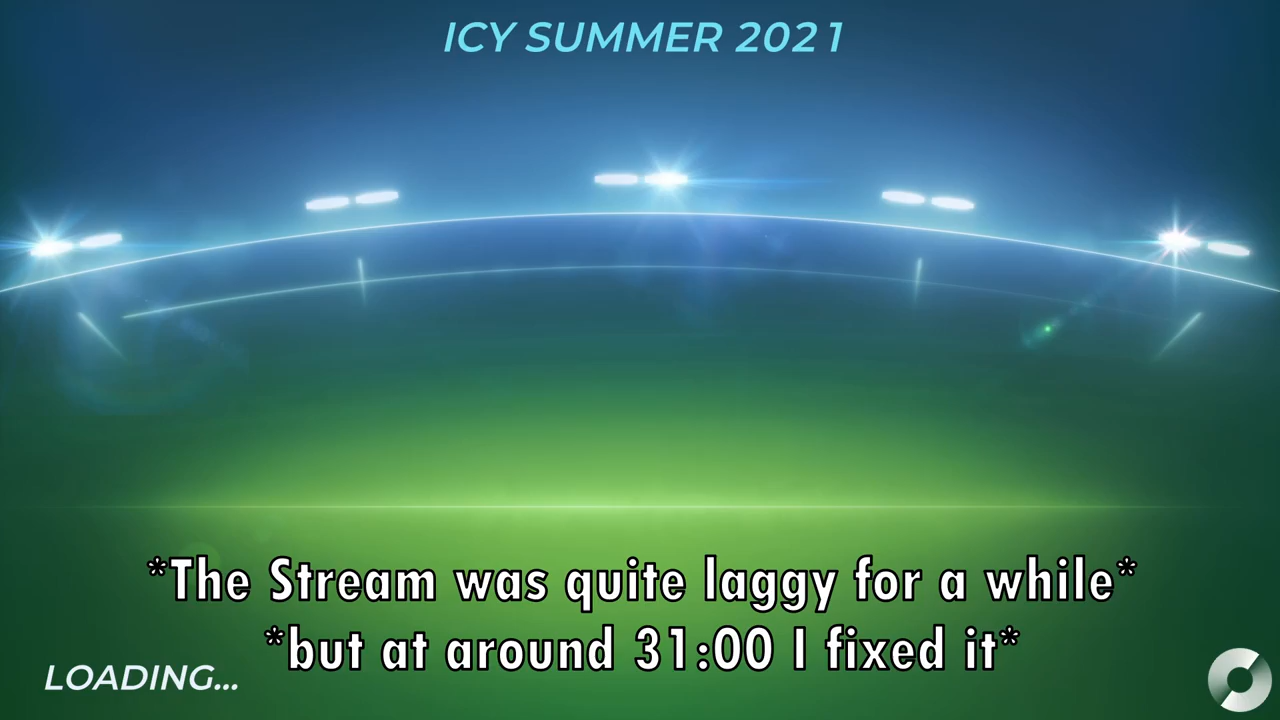 ICY SUMMER 2021
*The Stream was quite laggy for a while*
*but at around 31:00 I fixed it*
LOADING...